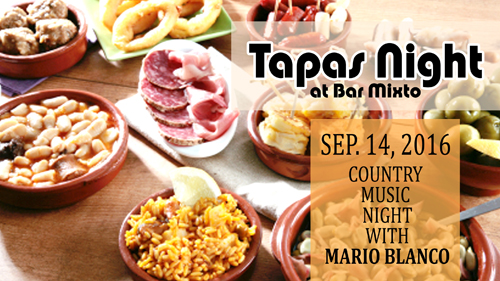 Tapas Night
at Bar Mixto
SEP. 14, 2016
COUNTRY
MUSIC
NIGHT
WITH
MARIO BLANCO